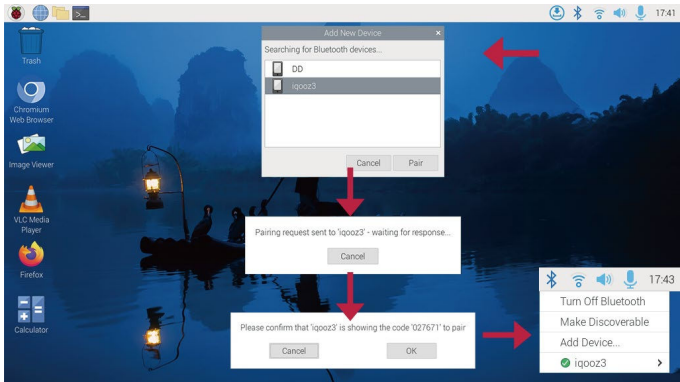 17:41
Trash
Chromium
Web Browser
Image Viewer
VLC Media
Player
Firefox
Calculator
Add New Device
Searching for Bluetooth devices...
DD
iqooz3
Cancel
Pair
Pairing request sent to 'iqooz3' - waiting for response...
Cancel
Please confirm that 'iqooz3' is showing the code '027671' to pair
Cancel
OK
17:43
Turn Off Bluetooth
Make Discoverable
Add Device...
iqooz3